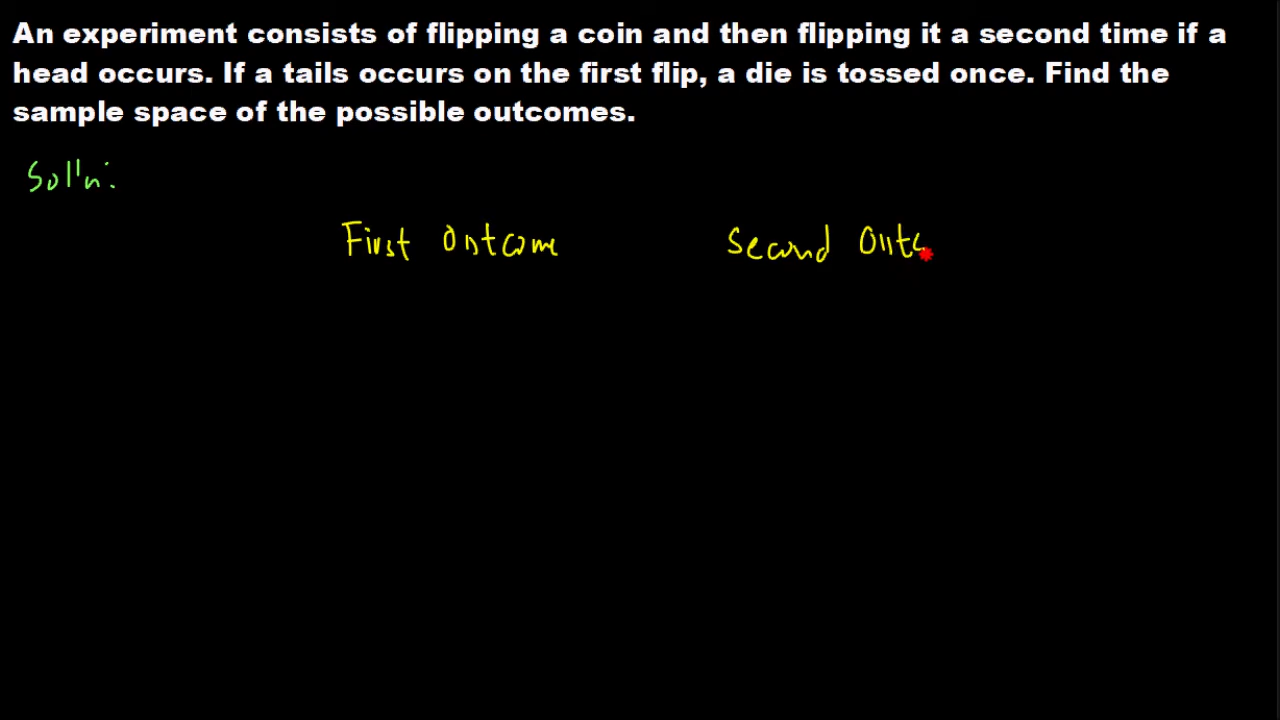 An experiment consists of flipping a coin and then flipping it a second time if a
head occurs. If a tails occurs on the first flip, a die is tossed once. Find the
sample space of the possible outcomes.
Sol'n:
First Outcome Second Outc